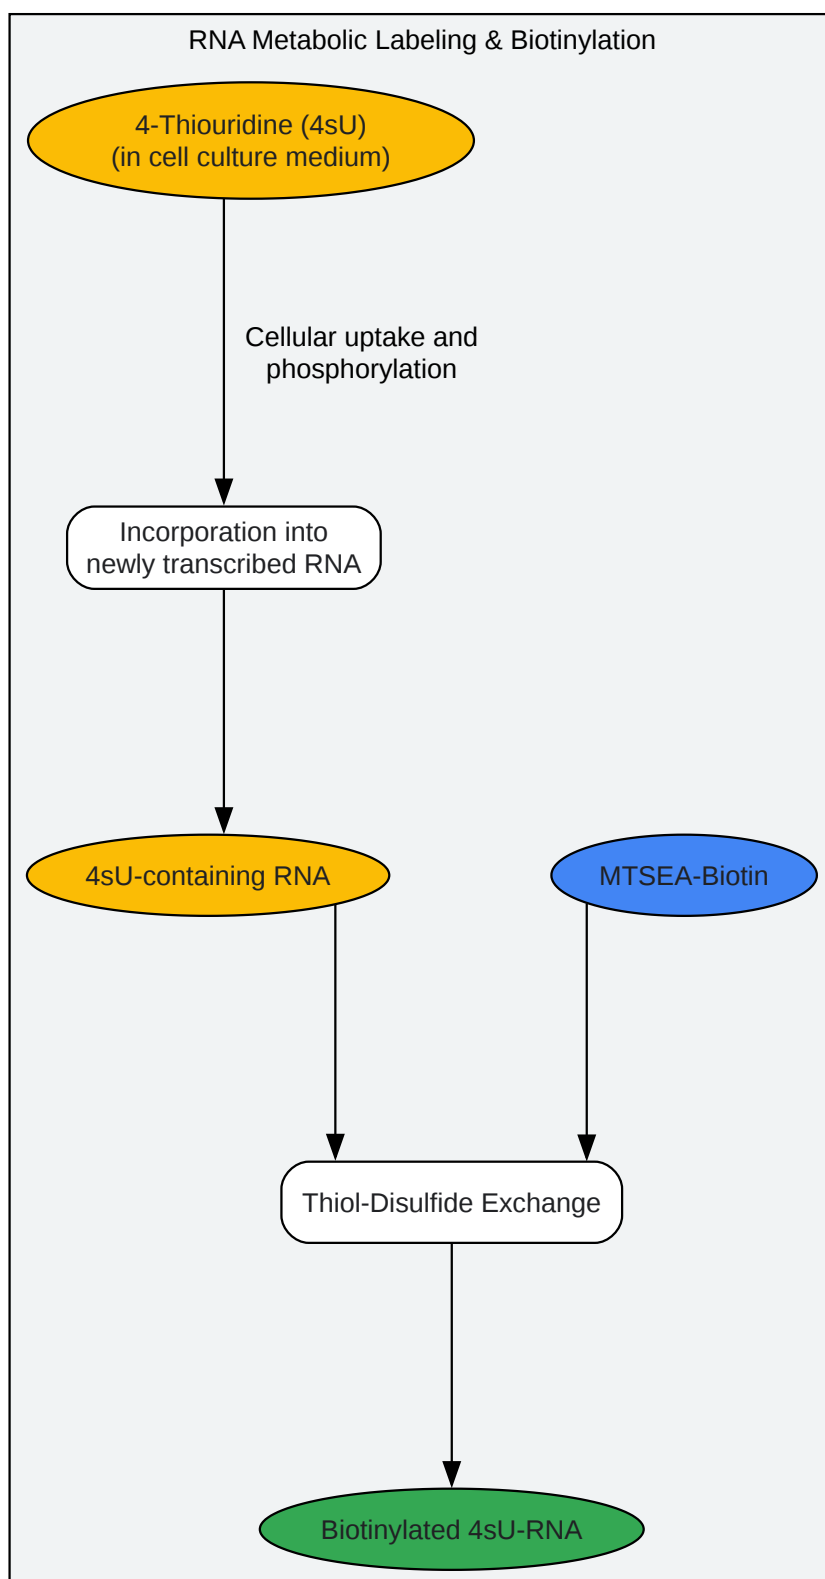 RNA Metabolic Labeling & Biotinylation
4-Thiouridine (4sU)
(in cell culture medium)
Cellular uptake and
phosphorylation
Incorporation into
newly transcribed RNA
4sU-containing RNA
MTSEA-Biotin
Thiol-Disulfide Exchange
Biotinylated 4sU-RNA